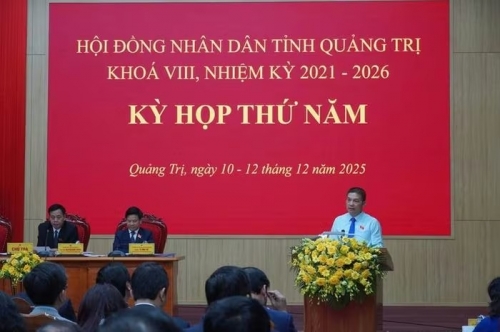 HỘI ĐỒNG NHÂN DÂN TỈNH QUẢNG TRỊ
KHOÁ VIII, NHIỆM KỲ 2021 - 2026
KỲ HỌP THỨ NĂM
Quảng Trị, ngày 10 - 12 tháng 12 năm 2025